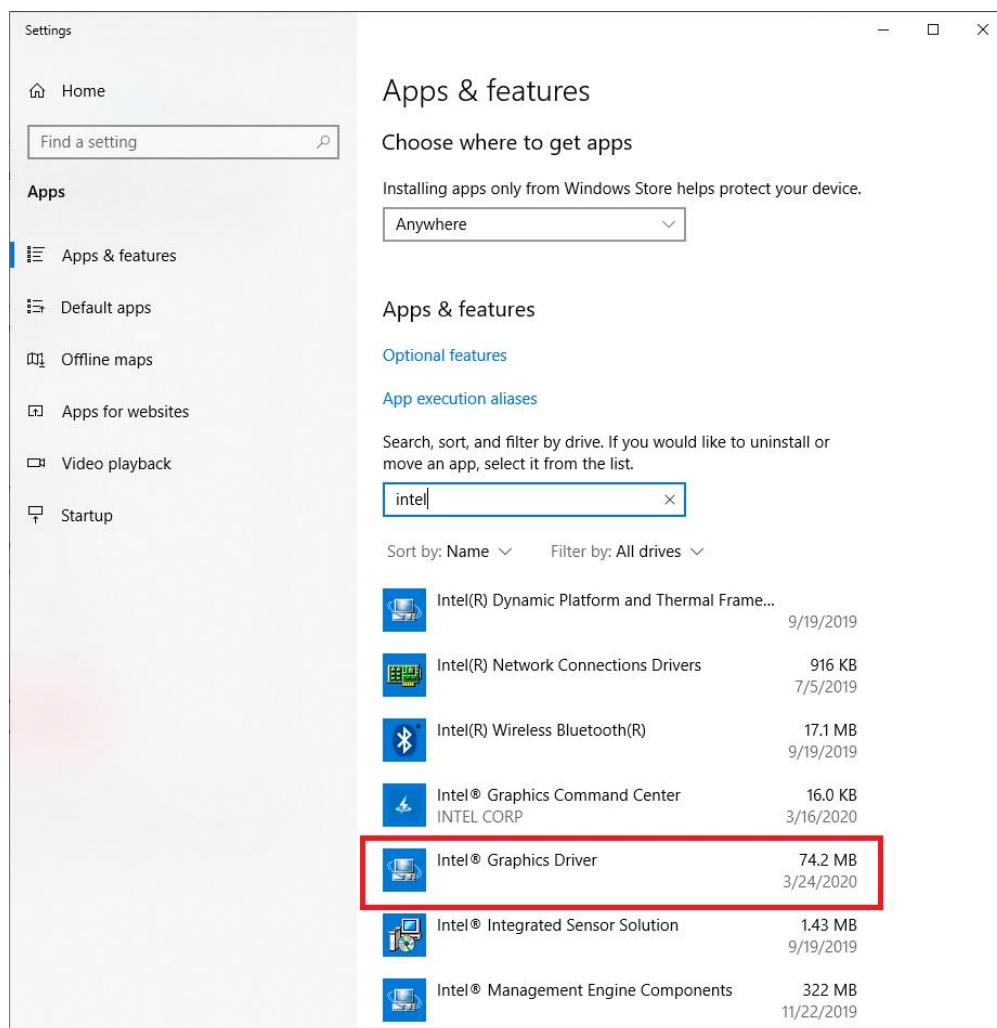 Settings
Home
Find a setting
Apps
Apps & features
Default apps
Offline maps
Apps for websites
Video playback
Startup
Apps & features
Choose where to get apps
Installing apps only from Windows Store helps protect your device.
Anywhere
Apps & features
Optional features
App execution aliases
Search, sort, and filter by drive. If you would like to uninstall or
move an app, select it from the list.
intel
Sort by: Name Filter by: All drives
Intel(R) Dynamic Platform and Thermal Frame...
9/19/2019
Intel(R) Network Connections Drivers 916 KB
7/5/2019
Intel(R) Wireless Bluetooth(R) 17.1 MB
9/19/2019
Intel® Graphics Command Center 16.0 KB
INTEL CORP 3/16/2020
Intel® Graphics Driver 74.2 MB
3/24/2020
Intel® Integrated Sensor Solution 1.43 MB
9/19/2019
Intel® Management Engine Components 322 MB
11/22/2019